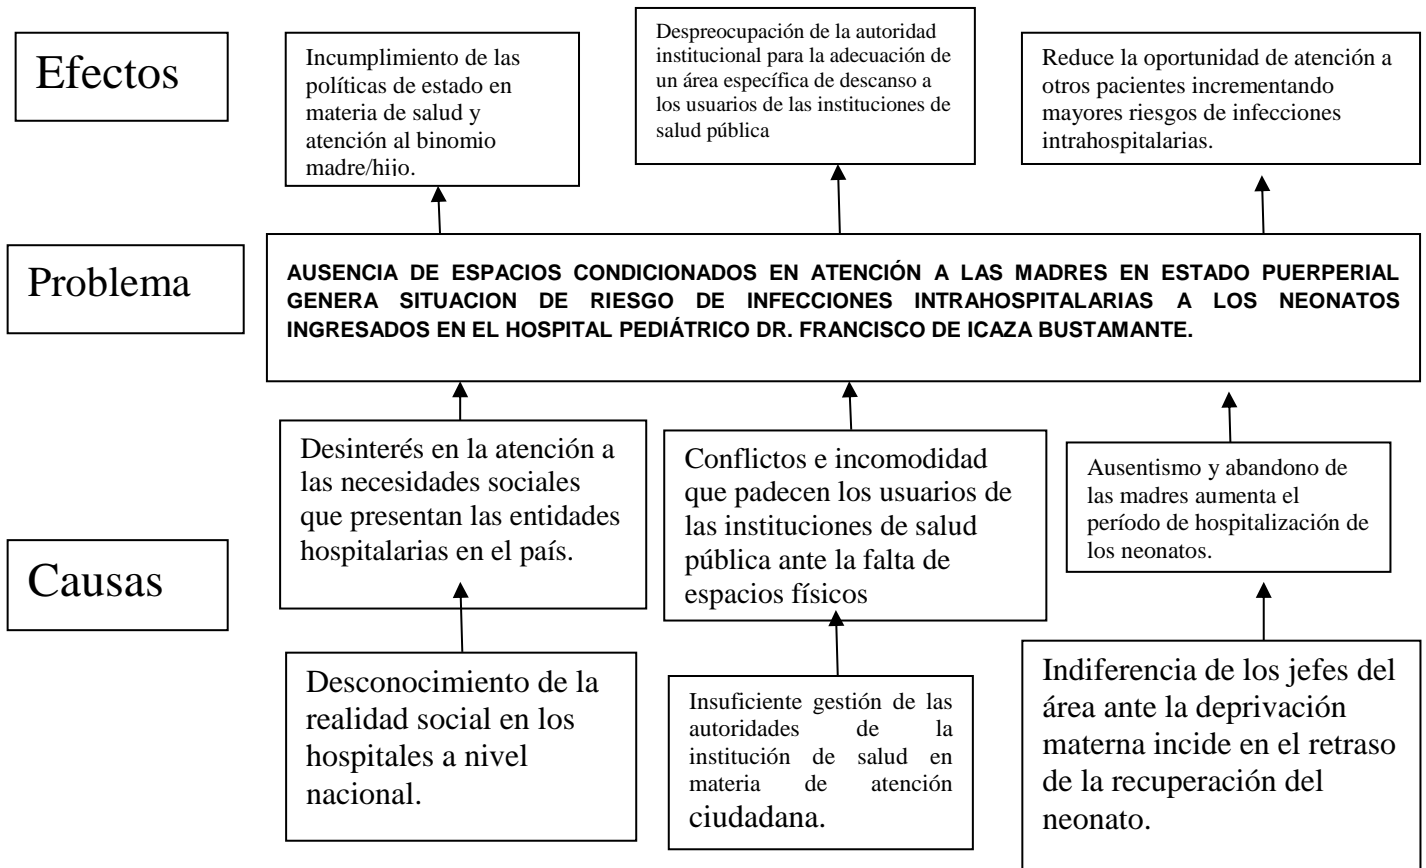 Efectos
Incumplimiento de las
políticas de estado en
materia de salud y
atención al binomio
madre/hijo.
Despreocupación de la autoridad
institucional para la adecuación de
un área específica de descanso a
los usuarios de las instituciones de
salud pública
Reduce la oportunidad de atención a
otros pacientes incrementando
mayores riesgos de infecciones
intrahospitalarias.
Problema
AUSENCIA DE ESPACIOS CONDICIONADOS EN ATENCIÓN A LAS MADRES EN ESTADO PUERPERIAL
GENERA SITUACION DE RIESGO DE INFECCIONES INTRAHOSPITALARIAS A LOS NEONATOS
INGRESADOS EN EL HOSPITAL PEDIÁTRICO DR. FRANCISCO DE ICAZA BUSTAMANTE.
Causas
Desinterés en la atención a
las necesidades sociales
que presentan las entidades
hospitalarias en el país.
Conflictos e incomodidad
que padecen los usuarios de
las instituciones de salud
pública ante la falta de
espacios físicos
Ausentismo y abandono de
las madres aumenta el
período de hospitalización de
los neonatos.
Desconocimiento de la
realidad social en los
hospitales a nivel
nacional.
Insuficiente gestión de las
autoridades de la
institución de salud en
materia de atención
ciudadana.
Indiferencia de los jefes del
área ante la deprivación
materna incide en el retraso
de la recuperación del
neonato.